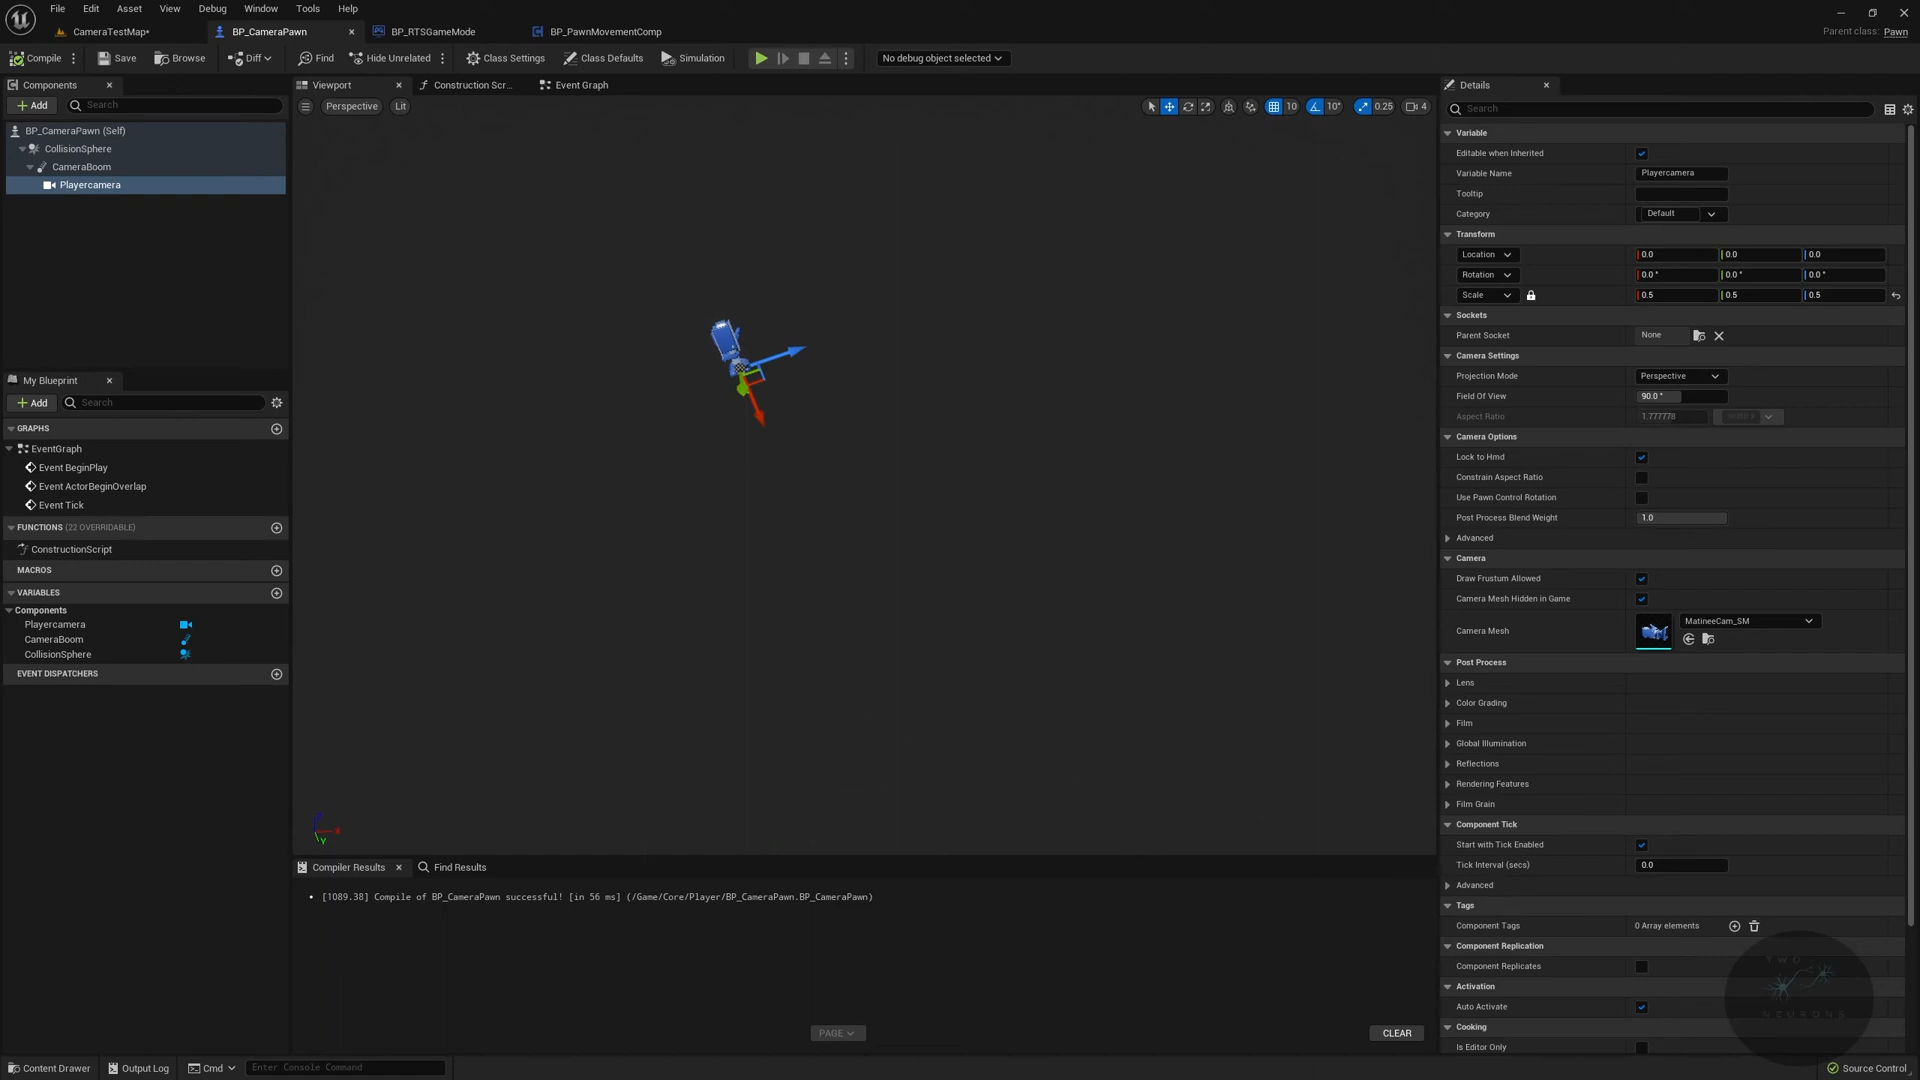 File Edit Asset View Debug Window Tools Help
CameraTestMap* BP_CameraPawn BP_RTSGameMode BP_PawnMovementComp Parent class: Pawn
Compile Save Browse Diff Find Hide Unrelated Class Settings Class Defaults Simulation No debug object selected
Components
Add Search
BP_CameraPawn (Self)
CollisionSphere
CameraBoom
Playercamera
My Blueprint
Add Search
GRAPHS
EventGraph
Event BeginPlay
Event ActorBeginOverlap
Event Tick
FUNCTIONS (22 OVERRIDABLE)
ConstructionScript
MACROS
VARIABLES
Components
Playercamera
CameraBoom
CollisionSphere
EVENT DISPATCHERS
Viewport Construction Scr... Event Graph
Perspective Lit 10 10° 0.25 4
Z X Y
Compiler Results Find Results
[1089.38] Compile of BP_CameraPawn successful! [in 56 ms] (/Game/Core/Player/BP_CameraPawn.BP_CameraPawn)
PAGE CLEAR
Details
Search
Variable
Editable when Inherited
Variable Name Playercamera
Tooltip
Category Default
Transform
Location 0.0 0.0 0.0
Rotation 0.0° 0.0° 0.0°
Scale 0.5 0.5 0.5
Sockets
Parent Socket None
Camera Settings
Projection Mode Perspective
Field Of View 90.0°
Aspect Ratio 1.777778
Camera Options
Lock to Hmd
Constrain Aspect Ratio
Use Pawn Control Rotation
Post Process Blend Weight 1.0
Advanced
Camera
Draw Frustum Allowed
Camera Mesh Hidden in Game
Camera Mesh MatineeCam_SM
Post Process
Lens
Color Grading
Film
Global Illumination
Reflections
Rendering Features
Film Grain
Component Tick
Start with Tick Enabled
Tick Interval (secs) 0.0
Advanced
Tags
Component Tags 0 Array elements
Component Replication
Component Replicates
Activation
Auto Activate
Cooking
Is Editor Only
TWO
NEURONS
Content Drawer Output Log Cmd Enter Console Command Source Control